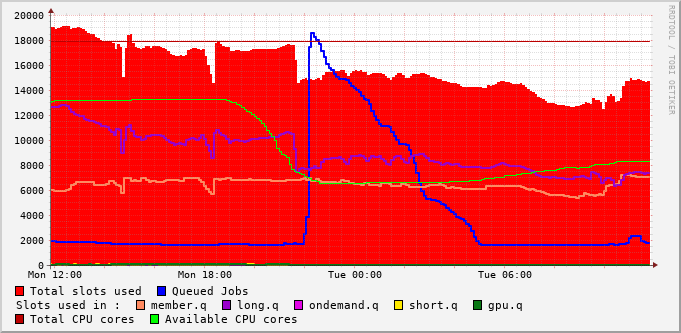 RRDTOOL / TOBI OETIKER
20000
18000
16000
14000
12000
10000
8000
6000
4000
2000
0
Mon 12:00 Mon 18:00 Tue 00:00 Tue 06:00
Total slots used Queued Jobs
Slots used in : member.q long.q ondemand.q short.q gpu.q
Total CPU cores Available CPU cores